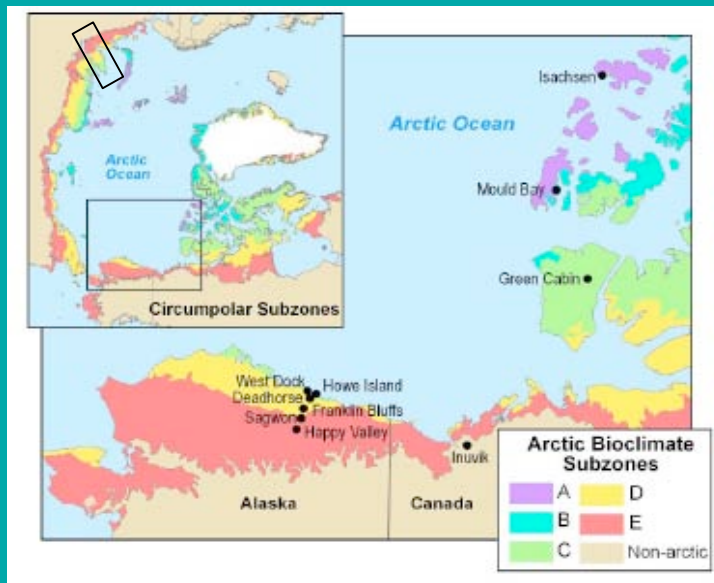 Arctic
Ocean
Circumpolar Subzones
Arctic Ocean
Isachsen
Mould Bay
Green Cabin
West Dock
Howe Island
Deadhorse
Franklin Bluffs
Sagwon
Happy Valley
Inuvik
Alaska
Canada
Arctic Bioclimate
Subzones
A
D
B
E
C
Non-arctic